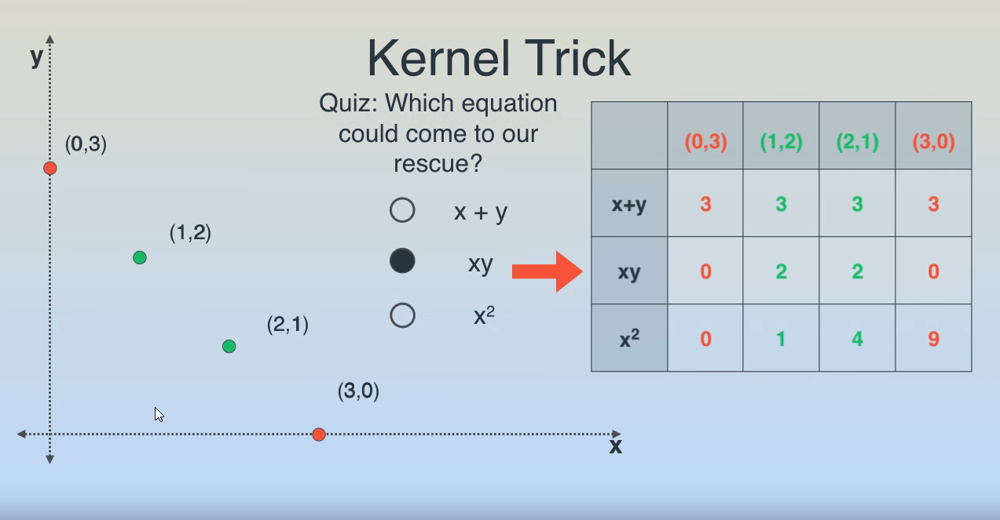 Kernel Trick
Quiz: Which equation
could come to our
rescue?
x + y
xy
x²
y
(0,3)
(1,2)
(2,1)
(3,0)
x
(0,3) (1,2) (2,1) (3,0)
x+y 3 3 3 3
xy 0 2 2 0
x² 0 1 4 9